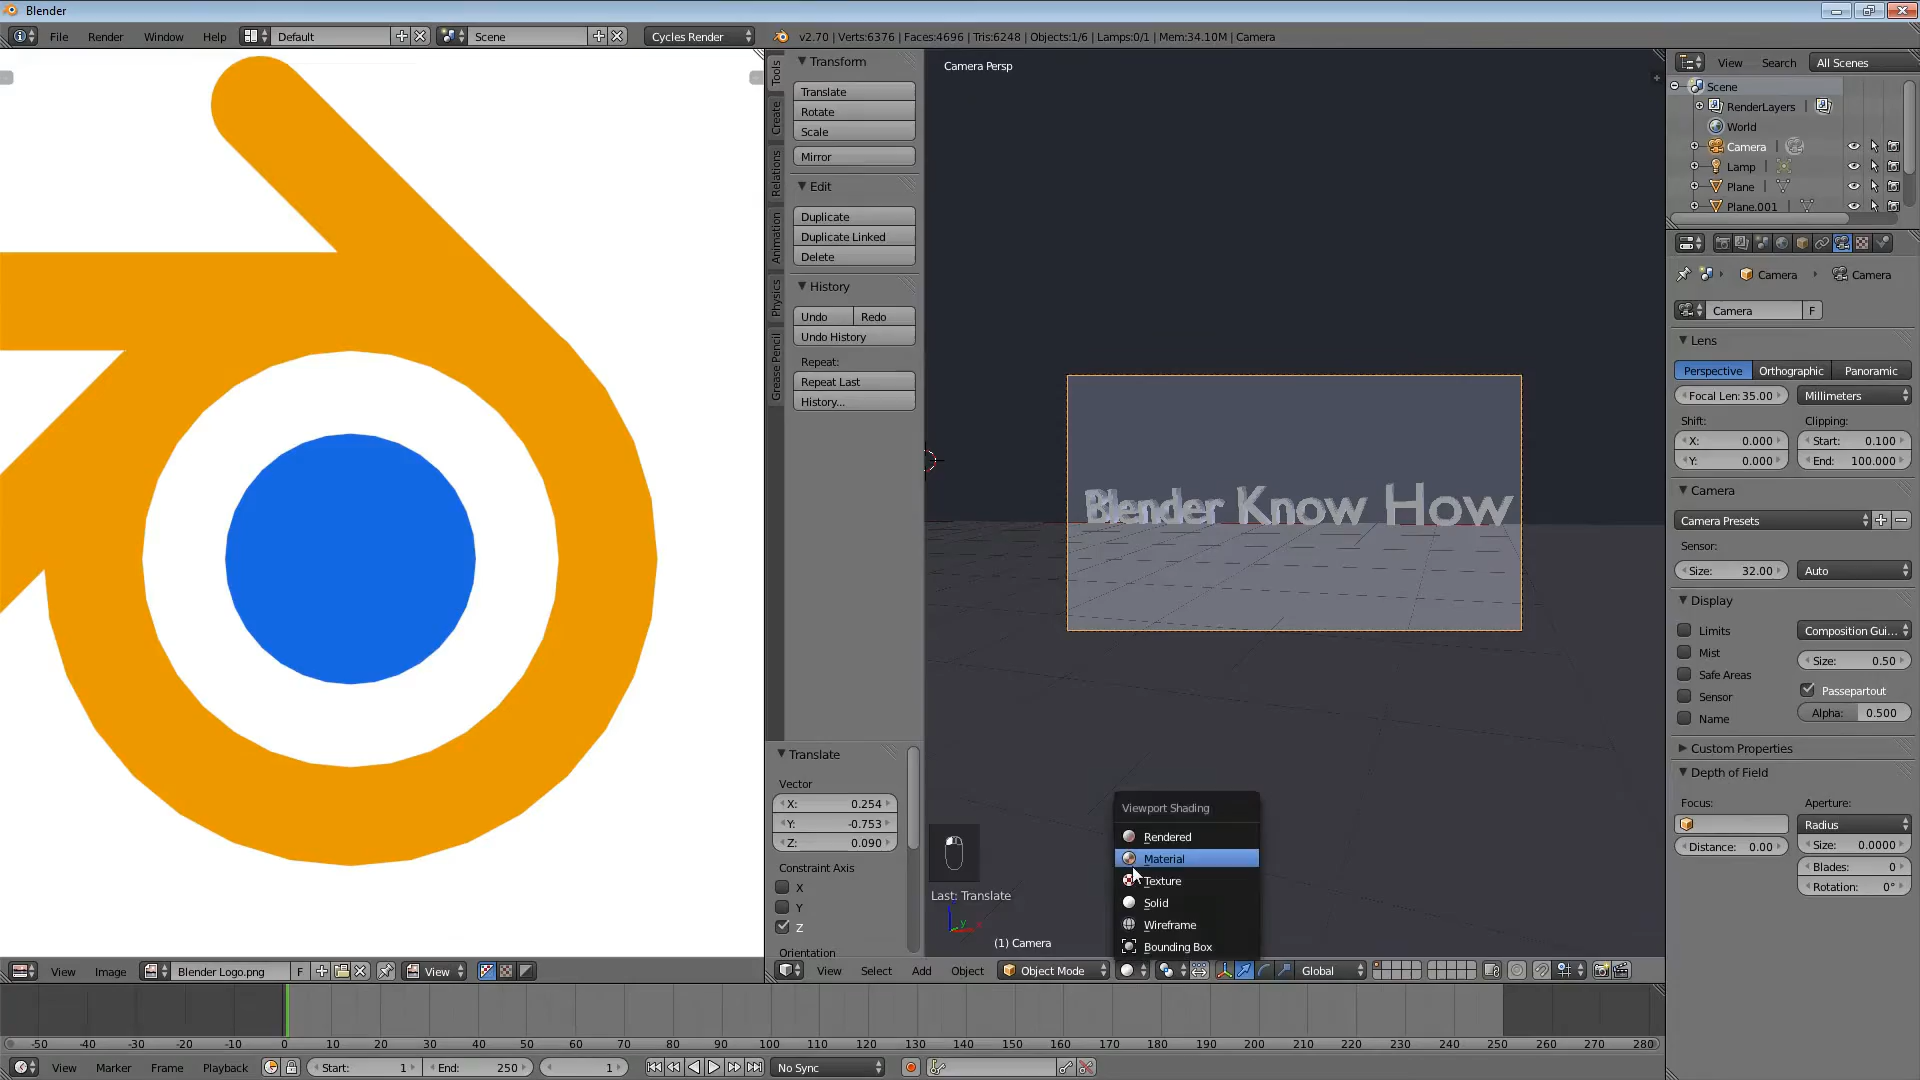 Blender
File Render Window Help Default Scene Cycles Render v2.70 | Verts:6376 | Faces:4696 | Tris:6248 | Objects:1/6 | Lamps:0/1 | Mem:34.10M | Camera
Tools
Create
Relations
Animation
Physics
Grease Pencil
Transform
Translate
Rotate
Scale
Mirror
Edit
Duplicate
Duplicate Linked
Delete
History
Undo Redo
Undo History
Repeat:
Repeat Last
History...
Translate
Vector
X: 0.254
Y: -0.753
Z: 0.090
Constraint Axis
X
Y
Z
Orientation
Camera Persp
Blender Know How
Viewport Shading
Rendered
Material
Texture
Solid
Wireframe
Bounding Box
Last: Translate
(1) Camera
View Search All Scenes
Scene
RenderLayers |
World
Camera |
Lamp |
Plane |
Plane.001 |
Camera Camera
Camera F
Lens
Perspective Orthographic Panoramic
Focal Len: 35.00 Millimeters
Shift: Clipping:
X: 0.000 Start: 0.100
Y: 0.000 End: 100.000
Camera
Camera Presets
Sensor:
Size: 32.00 Auto
Display
Limits Composition Gui...
Mist Size: 0.50
Safe Areas
Sensor Passepartout
Name Alpha: 0.500
Custom Properties
Depth of Field
Focus: Aperture:
Radius
Size: 0.0000
Distance: 0.00 Blades: 0
Rotation: 0°
View Image Blender Logo.png F View
View Select Add Object Object Mode Global
-50 -40 -30 -20 -10 0 10 20 30 40 50 60 70 80 90 100 110 120 130 140 150 160 170 180 190 200 210 220 230 240 250 260 270 280
View Marker Frame Playback Start: 1 End: 250 1 No Sync